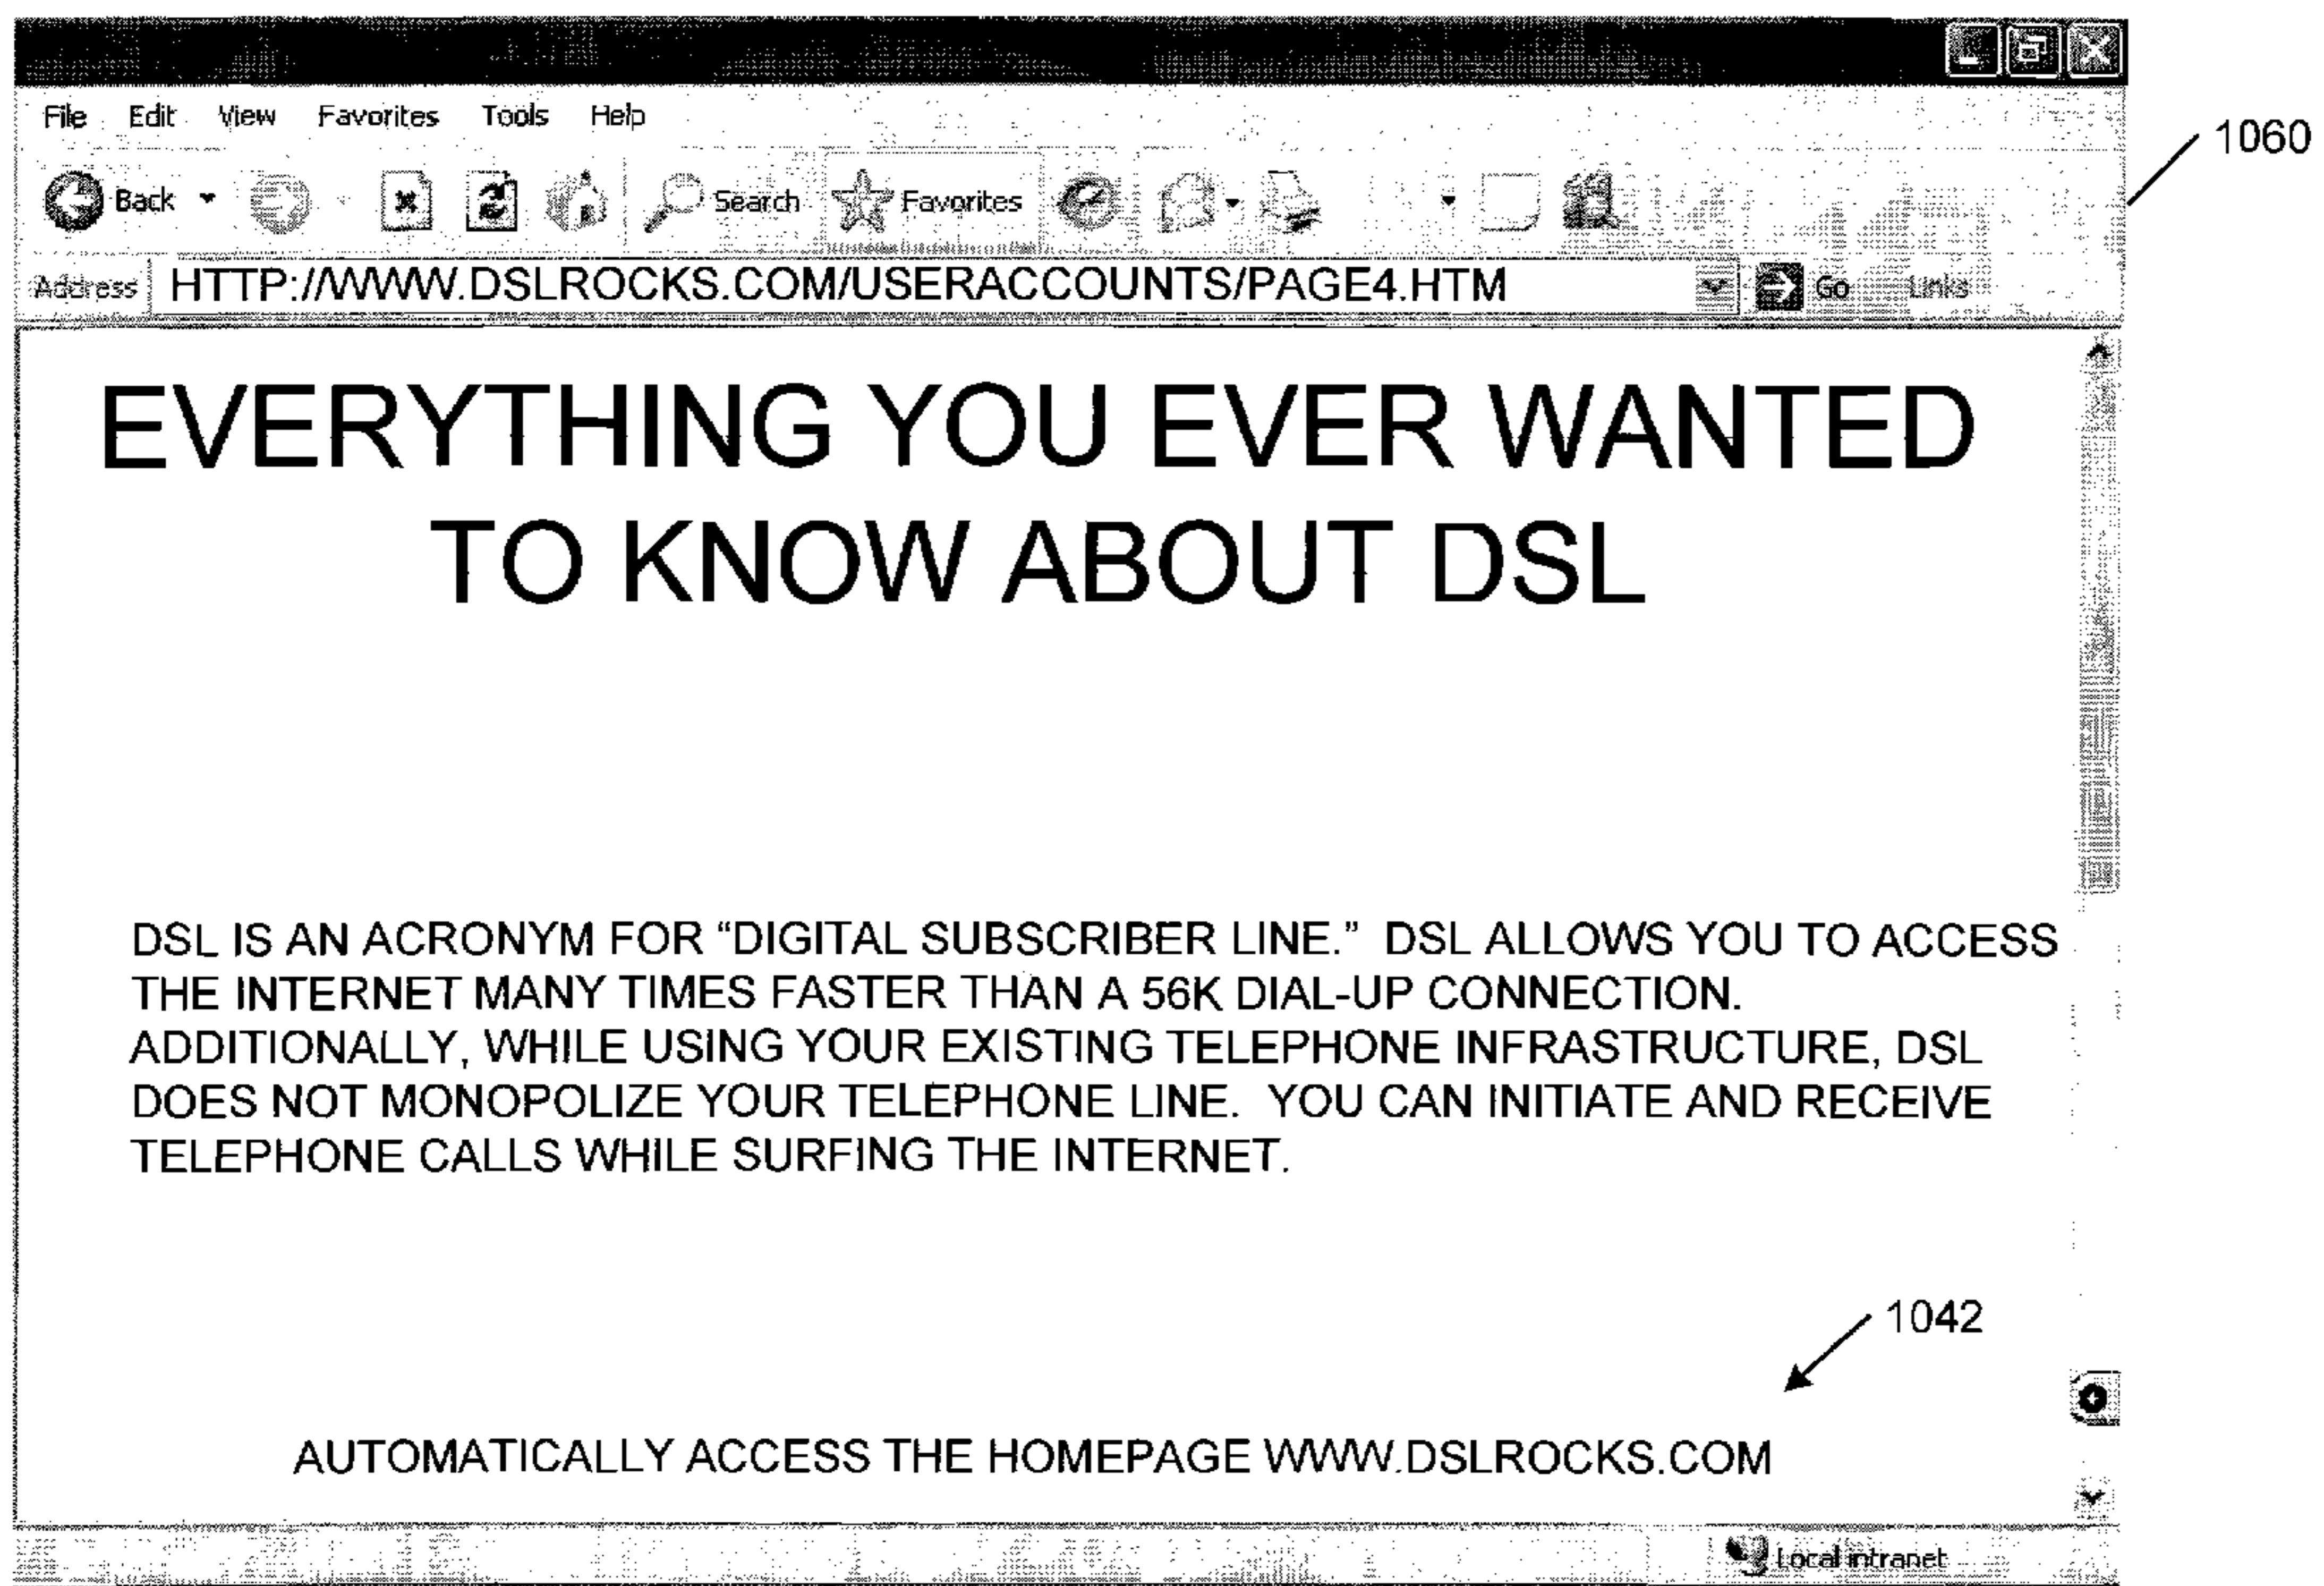 File Edit View Favorites Tools Help
1060
Back Search Favorites
Address HTTP://WWW.DSLROCKS.COM/USERACCOUNTS/PAGE4.HTM Go Links
EVERYTHING YOU EVER WANTED
TO KNOW ABOUT DSL
DSL IS AN ACRONYM FOR “DIGITAL SUBSCRIBER LINE.” DSL ALLOWS YOU TO ACCESS
THE INTERNET MANY TIMES FASTER THAN A 56K DIAL-UP CONNECTION.
ADDITIONALLY, WHILE USING YOUR EXISTING TELEPHONE INFRASTRUCTURE, DSL
DOES NOT MONOPOLIZE YOUR TELEPHONE LINE. YOU CAN INITIATE AND RECEIVE
TELEPHONE CALLS WHILE SURFING THE INTERNET.
1042
AUTOMATICALLY ACCESS THE HOMEPAGE WWW.DSLROCKS.COM
Local intranet